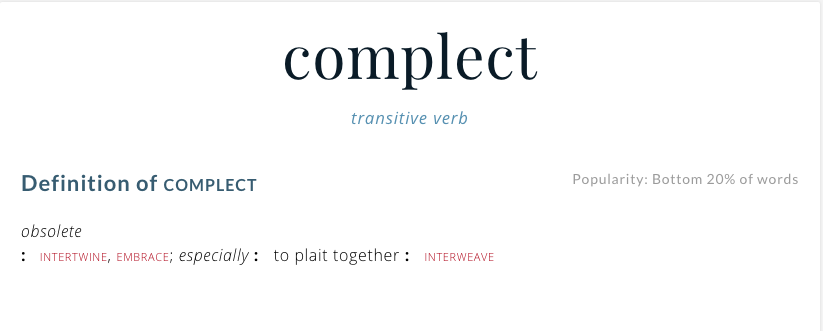 complect
transitive verb
Definition of COMPLECT
Popularity: Bottom 20% of words
obsolete
: INTERTWINE, EMBRACE; especially : to plait together : INTERWEAVE